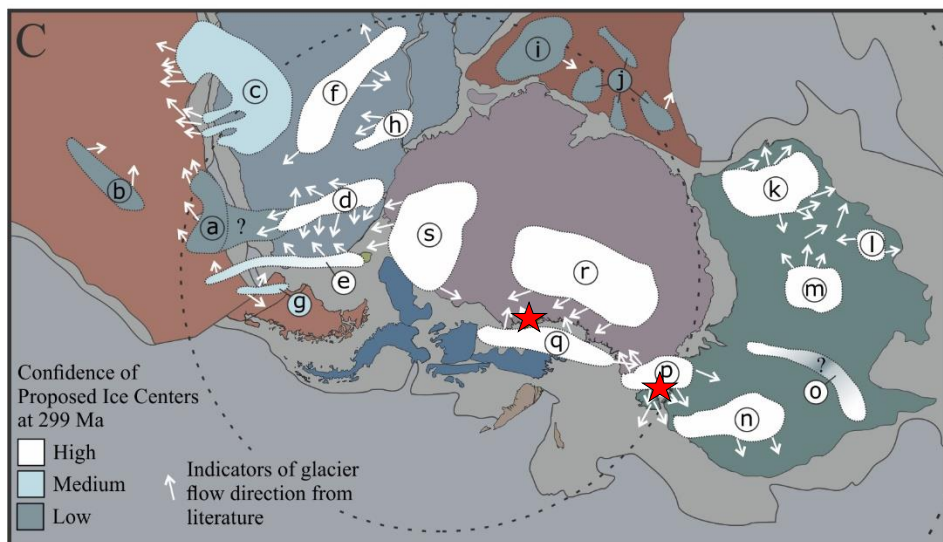 C
i
j
c
f
h
k
b
a
?
d
s
l
r
m
e
g
q
p
?
o
n
Confidence of
Proposed Ice Centers
at 299 Ma
High
Medium
Low
Indicators of glacier
flow direction from
literature